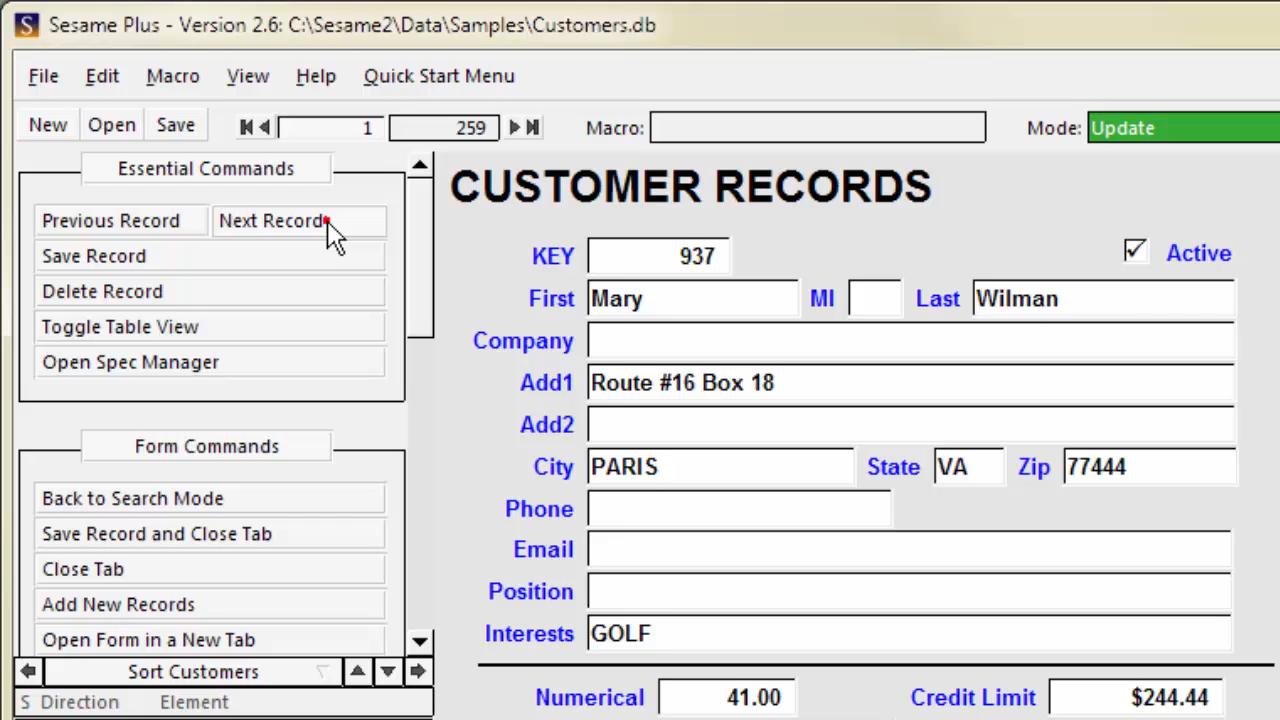 S Sesame Plus - Version 2.6: C:\Sesame2\Data\Samples\Customers.db
File Edit Macro View Help Quick Start Menu
New Open Save 1 259 Macro: Mode: Update
Essential Commands
Previous Record Next Record
Save Record
Delete Record
Toggle Table View
Open Spec Manager
Form Commands
Back to Search Mode
Save Record and Close Tab
Close Tab
Add New Records
Open Form in a New Tab
Sort Customers
S Direction Element
CUSTOMER RECORDS
KEY 937 Active
First Mary MI Last Wilman
Company
Add1 Route #16 Box 18
Add2
City PARIS State VA Zip 77444
Phone
Email
Position
Interests GOLF
Numerical 41.00 Credit Limit $244.44